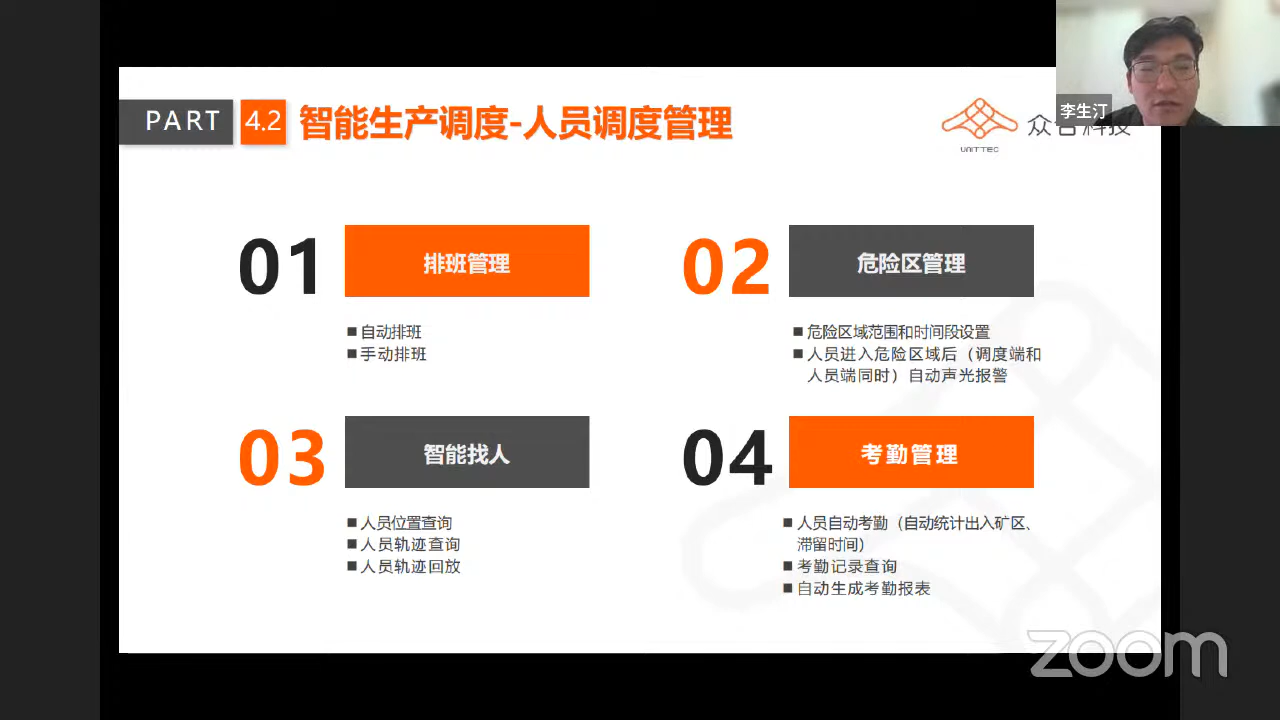 PART 4.2 智能生产调度-人员调度管理
李生汀
UNITTEC
01 排班管理
■ 自动排班
■ 手动排班
02 危险区管理
■ 危险区域范围和时间段设置
■ 人员进入危险区域后（调度端和
人员端同时）自动声光报警
03 智能找人
■ 人员位置查询
■ 人员轨迹查询
■ 人员轨迹回放
04 考勤管理
■ 人员自动考勤（自动统计出入矿区、
滞留时间）
■ 考勤记录查询
■ 自动生成考勤报表
zoom